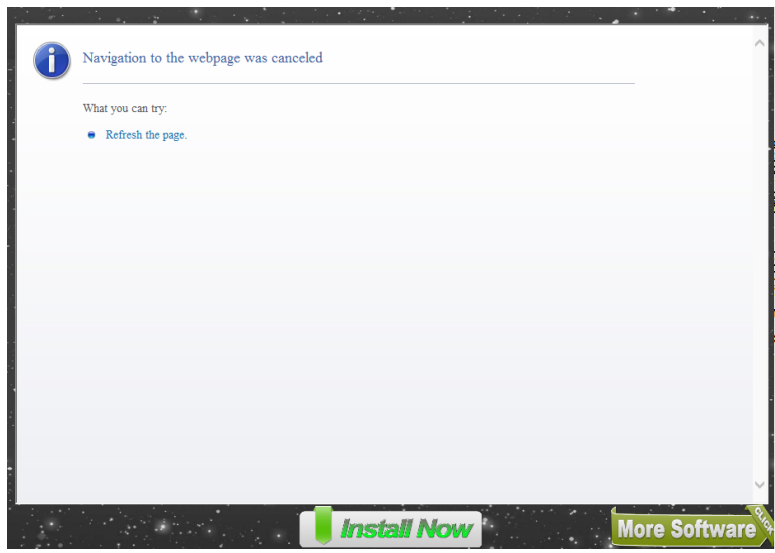 Navigation to the webpage was canceled
What you can try:
Refresh the page.
Install Now
More Software
CLICK